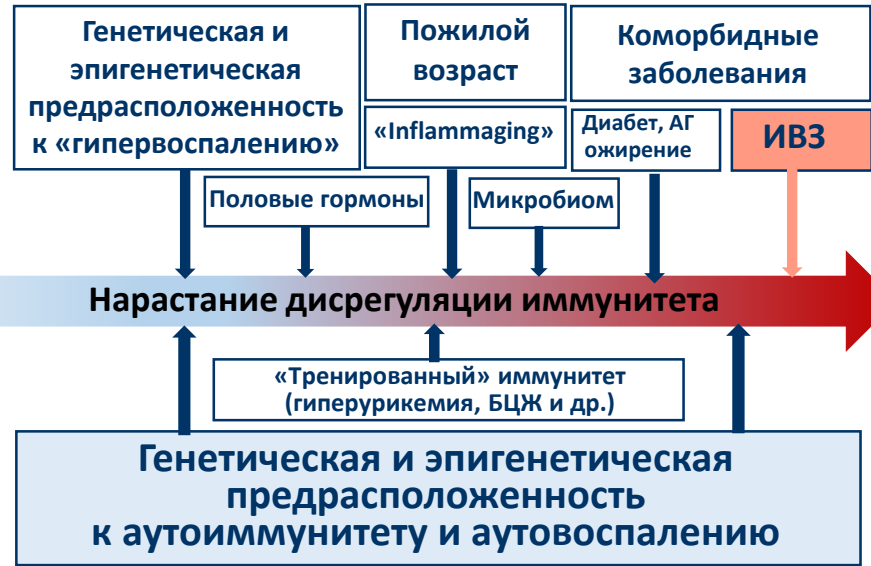 Генетическая и
эпигенетическая
предрасположенность
к «гипервоспалению»
Пожилой
возраст
Коморбидные
заболевания
«Inflammaging»
Диабет, АГ
ожирение
ИВЗ
Половые гормоны
Микробиом
Нарастание дисрегуляции иммунитета
«Тренированный» иммунитет
(гиперурикемия, БЦЖ и др.)
Генетическая и эпигенетическая
предрасположенность
к аутоиммунитету и аутовоспалению